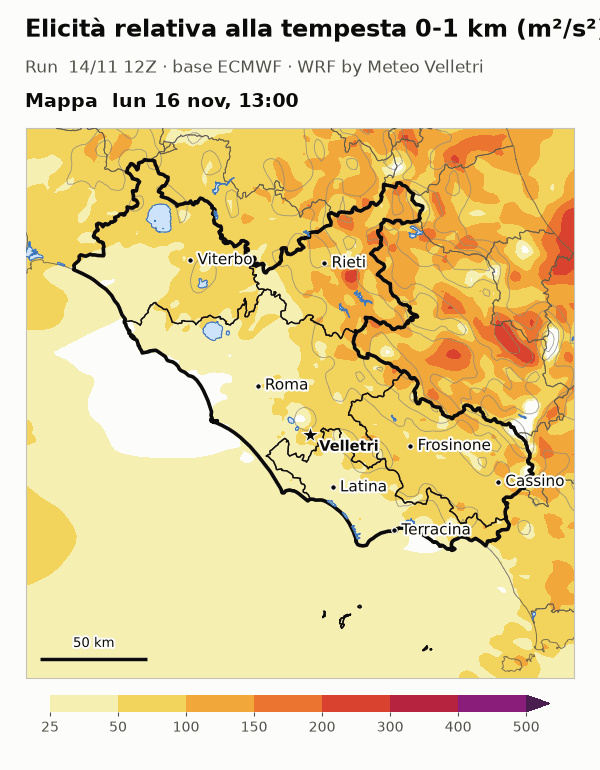 Elicità relativa alla tempesta 0-1 km (m²/s²)
Run 14/11 12Z · base ECMWF · WRF by Meteo Velletri
Mappa lun 16 nov, 13:00
Viterbo
Rieti
Roma
Velletri
Frosinone
Cassino
Latina
Terracina
50 km
25 50 100 150 200 300 400 500